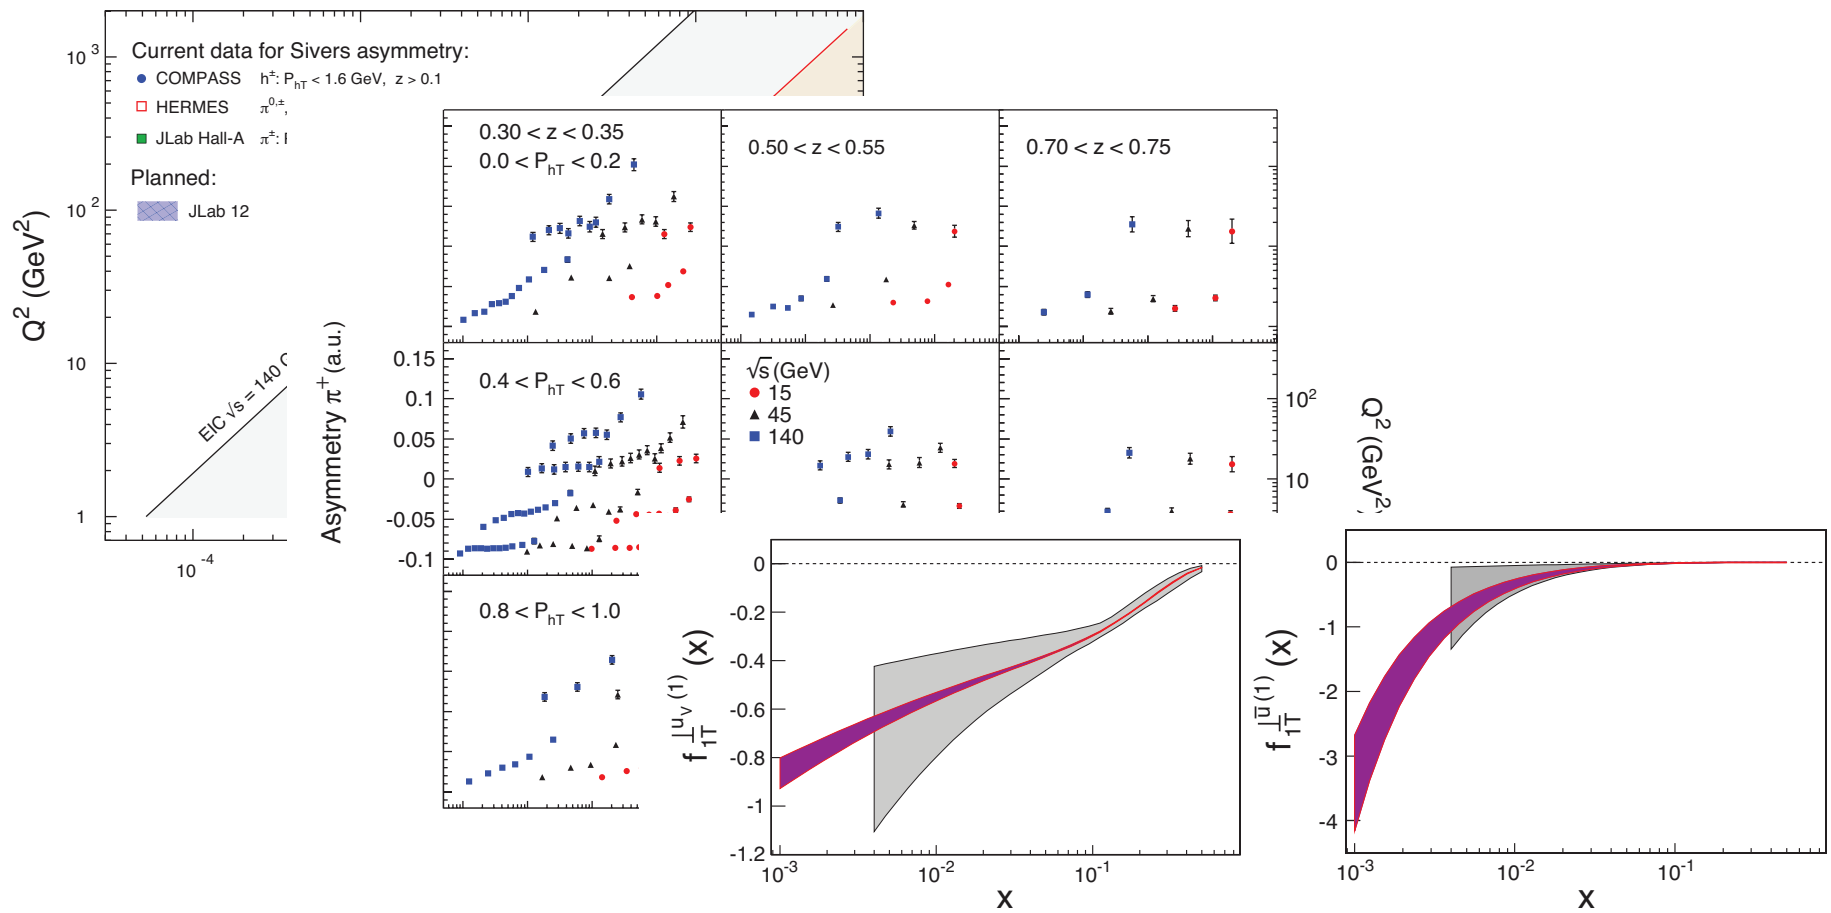 Current data for Sivers asymmetry:
COMPASS h±: PhT < 1.6 GeV, z > 0.1
HERMES π0,±,
JLab Hall-A π±:
Planned:
JLab 12
Q2 (GeV2)
10 3
10 2
10
1
10 -4
EIC √s = 140
0.30 < z < 0.35
0.0 < PhT < 0.2
0.50 < z < 0.55
0.70 < z < 0.75
Asymmetry π+ (a.u.)
0.15
0.1
0.05
0
-0.05
-0.1
0.4 < PhT < 0.6
√s (GeV)
15
45
140
10 2
10
Q2 (GeV2)
0.8 < PhT < 1.0
f1T⊥uV(1) (x)
0
-0.2
-0.4
-0.6
-0.8
-1
-1.2
10-3 10-2 10-1
x
f1T⊥ū(1) (x)
0
-1
-2
-3
-4
10-3 10-2 10-1
x